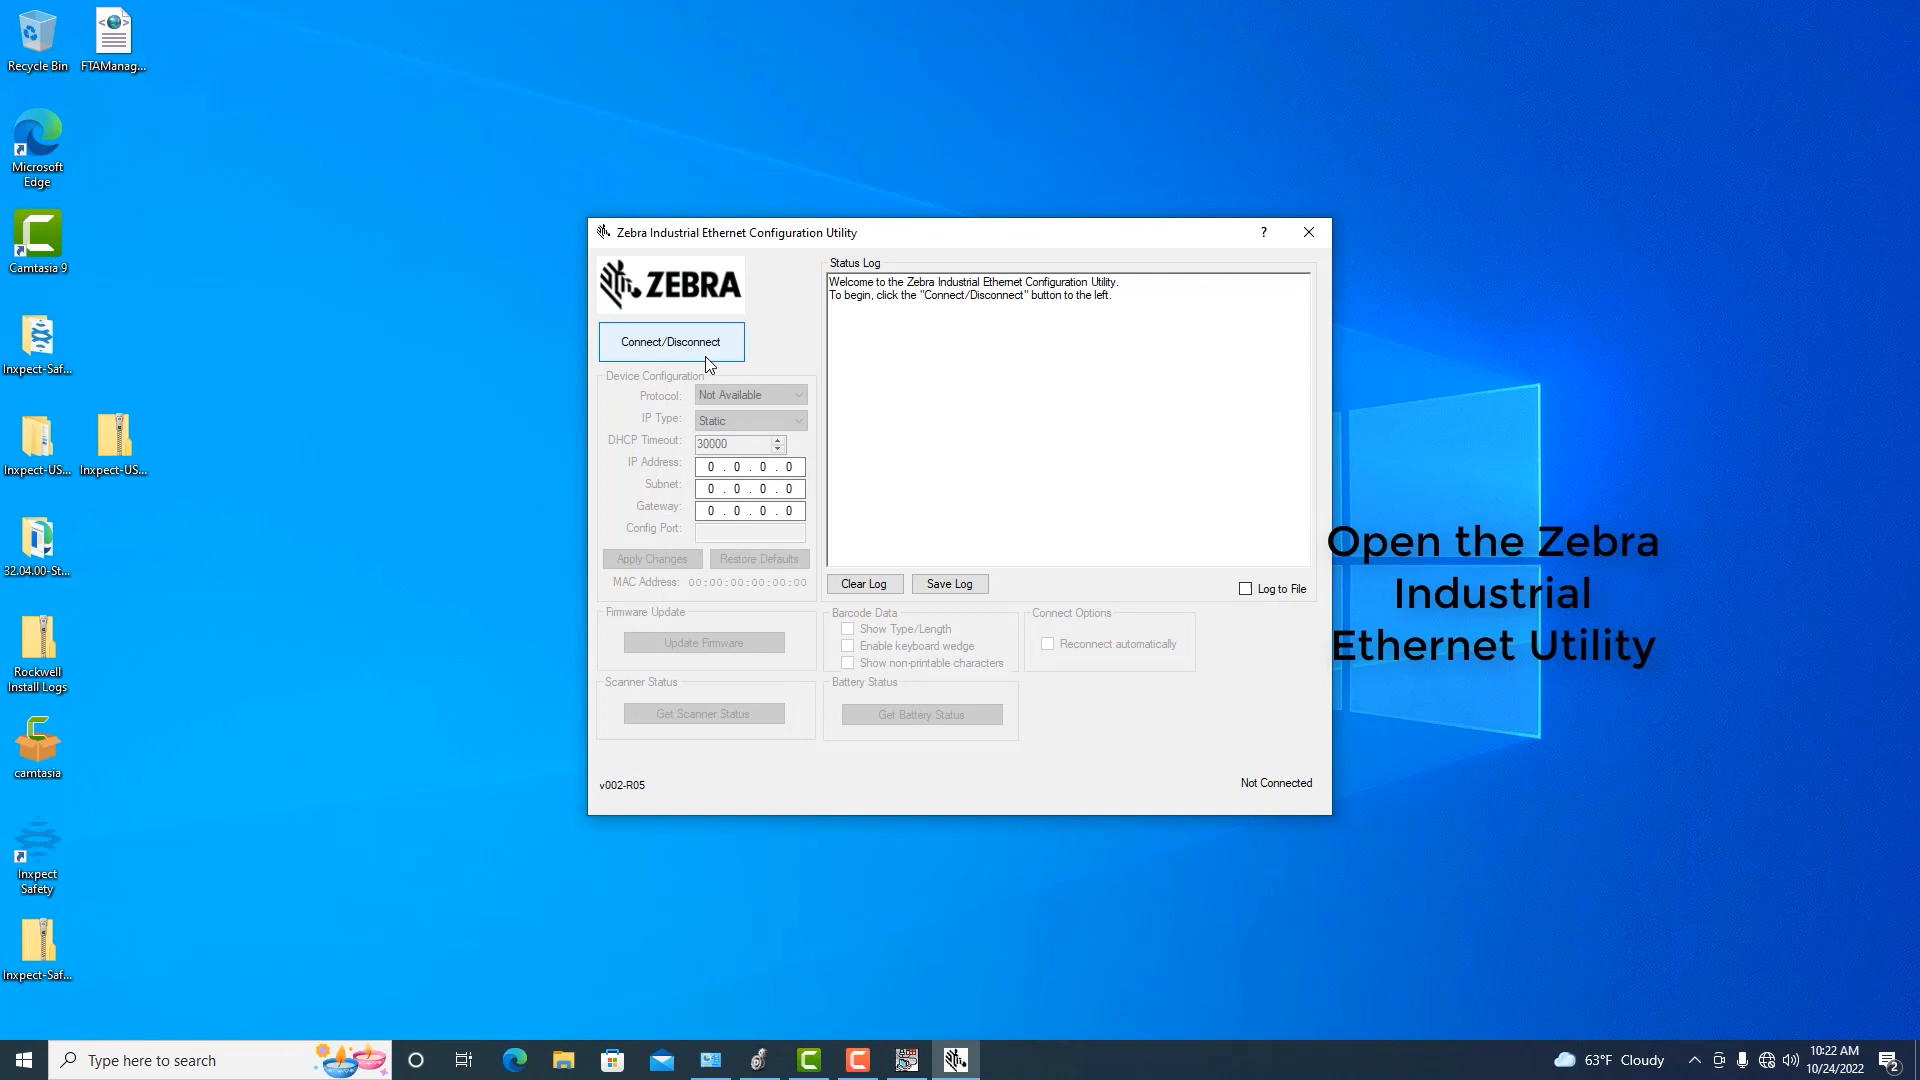 Recycle Bin
FTAManag...
Microsoft
Edge
Camtasia 9
Inxpect-Saf...
Inxpect-US...
Inxpect-US...
32.04.00-St...
Rockwell
Install Logs
camtasia
Inxpect
Safety
Inxpect-Saf...
Zebra Industrial Ethernet Configuration Utility
?
ZEBRA
Connect/Disconnect
Device Configuration
Protocol: Not Available
IP Type: Static
DHCP Timeout: 30000
IP Address: 0 . 0 . 0 . 0
Subnet: 0 . 0 . 0 . 0
Gateway: 0 . 0 . 0 . 0
Config Port:
Apply Changes Restore Defaults
MAC Address: 00:00:00:00:00:00
Status Log
Welcome to the Zebra Industrial Ethernet Configuration Utility.
To begin, click the "Connect/Disconnect" button to the left.
Clear Log Save Log Log to File
Firmware Update
Update Firmware
Barcode Data
Show Type/Length
Enable keyboard wedge
Show non-printable characters
Connect Options
Reconnect automatically
Scanner Status
Get Scanner Status
Battery Status
Get Battery Status
v002-R05
Not Connected
Open the Zebra
Industrial
Ethernet Utility
Type here to search
63°F Cloudy
10:22 AM
10/24/2022
2